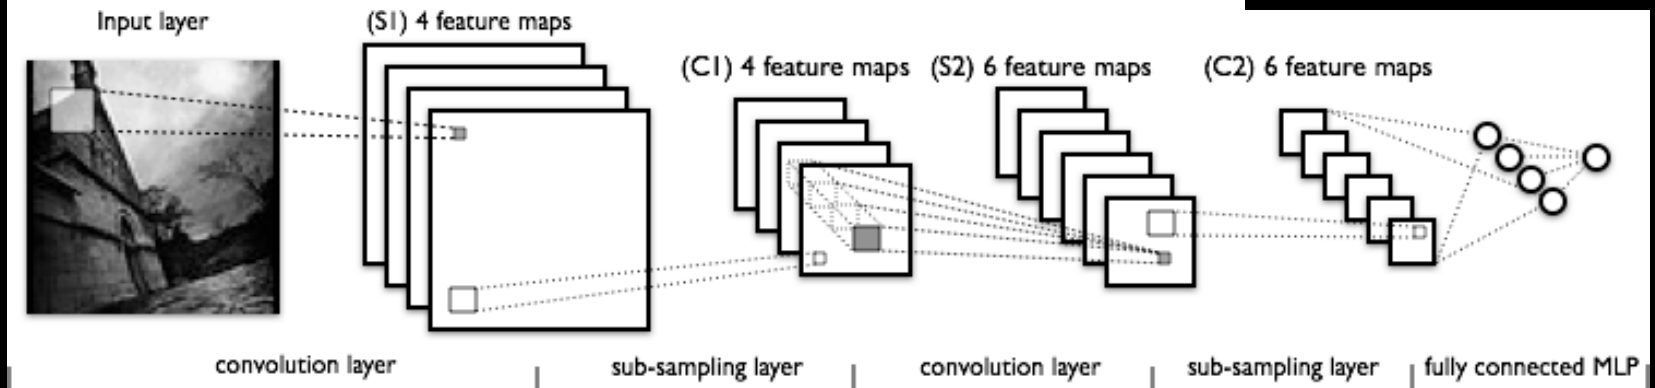 Input layer
(S1) 4 feature maps
(C1) 4 feature maps
(S2) 6 feature maps
(C2) 6 feature maps
convolution layer
sub-sampling layer
convolution layer
sub-sampling layer
fully connected MLP